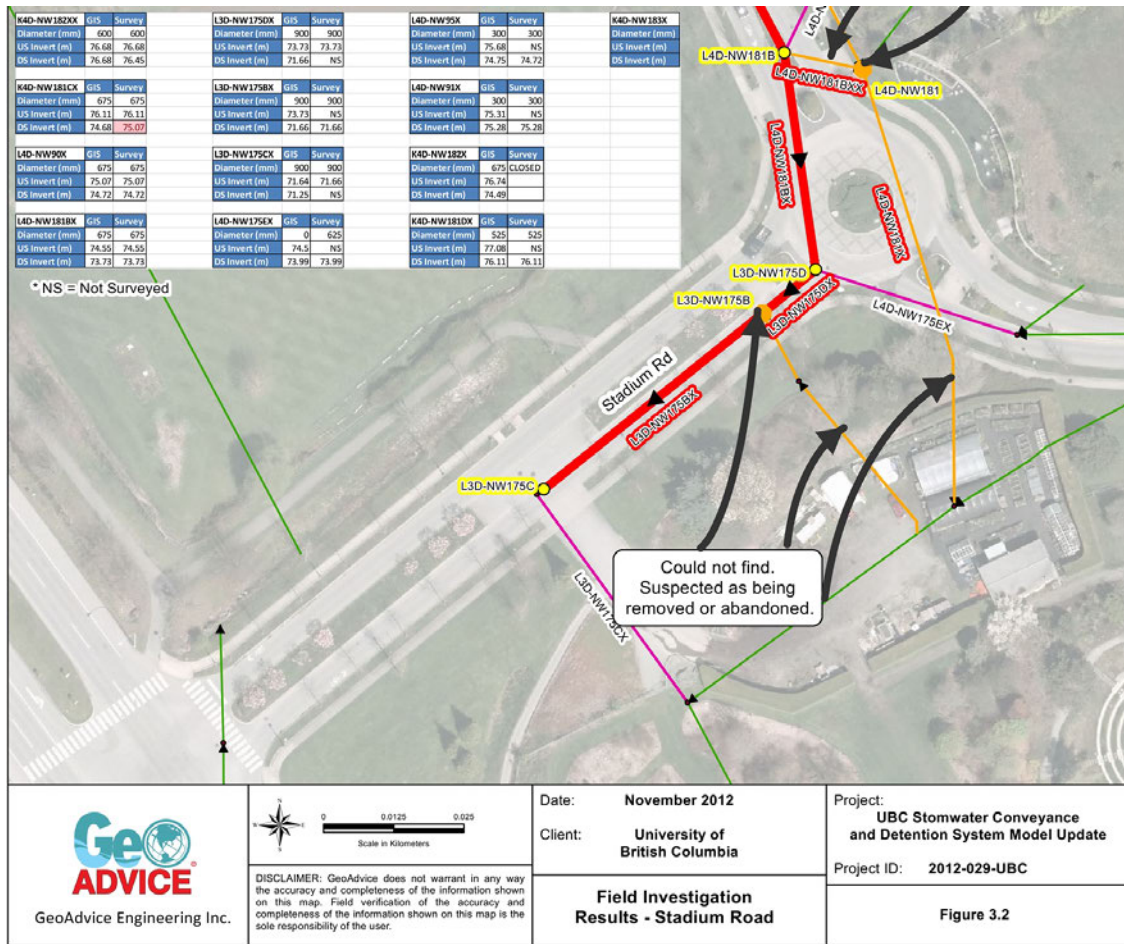 K4D-NW182XX GIS Survey
Diameter (mm) 600 600
US Invert (m) 76.68 76.68
DS Invert (m) 76.68 76.45
L3D-NW175DX GIS Survey
Diameter (mm) 900 900
US Invert (m) 73.73 73.73
DS Invert (m) 71.66 NS
L4D-NW95X GIS Survey
Diameter (mm) 300 300
US Invert (m) 75.68 NS
DS Invert (m) 74.75 74.72
K4D-NW183X
Diameter (mm)
US Invert (m)
DS Invert (m)
K4D-NW181CX GIS Survey
Diameter (mm) 675 675
US Invert (m) 76.11 76.11
DS Invert (m) 74.68 75.07
L3D-NW175BX GIS Survey
Diameter (mm) 900 900
US Invert (m) 73.73 NS
DS Invert (m) 71.66 71.66
L4D-NW91X GIS Survey
Diameter (mm) 300 300
US Invert (m) 75.31 NS
DS Invert (m) 75.28 75.28
L4D-NW90X GIS Survey
Diameter (mm) 675 675
US Invert (m) 75.07 75.07
DS Invert (m) 74.72 74.72
L3D-NW175CX GIS Survey
Diameter (mm) 900 900
US Invert (m) 71.64 71.66
DS Invert (m) 71.25 NS
K4D-NW182X GIS Survey
Diameter (mm) 675 CLOSED
US Invert (m) 76.74
DS Invert (m) 74.49
L4D-NW181BX GIS Survey
Diameter (mm) 675 675
US Invert (m) 74.55 74.55
DS Invert (m) 73.73 73.73
L4D-NW175EX GIS Survey
Diameter (mm) 0 625
US Invert (m) 74.5 NS
DS Invert (m) 73.99 73.99
K4D-NW181DX GIS Survey
Diameter (mm) 525 525
US Invert (m) 77.08 NS
DS Invert (m) 76.11 76.11
* NS = Not Surveyed
L4D-NW181B
L4D-NW181BXX
L4D-NW181
L4D-NW181BX
L4D-NW181X
L3D-NW175D
L3D-NW175B
L3D-NW175DX
L4D-NW175EX
Stadium Rd
L3D-NW175BX
L3D-NW175C
L3D-NW175CX
Could not find.
Suspected as being
removed or abandoned.
GeO
ADVICE
GeoAdvice Engineering Inc.
N
W E
S
0 0.0125 0.025
Scale in Kilometers
DISCLAIMER: GeoAdvice does not warrant in any way
the accuracy and completeness of the information shown
on this map. Field verification of the accuracy and
completeness of the information shown on this map is the
sole responsibility of the user.
Date: November 2012
Client: University of
British Columbia
Field Investigation
Results - Stadium Road
Project:
UBC Stomwater Conveyance
and Detention System Model Update
Project ID: 2012-029-UBC
Figure 3.2